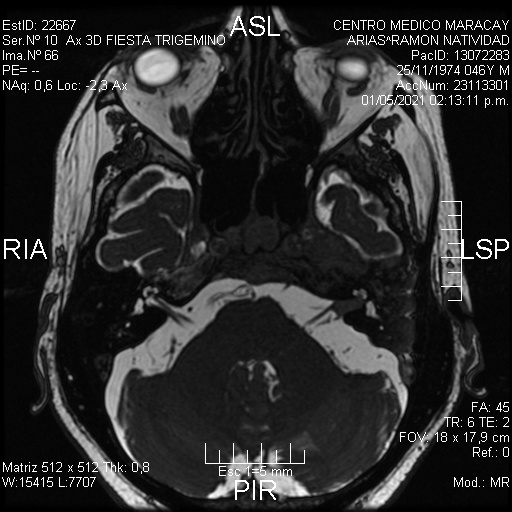 EstID: 22667
Ser.Nº 10 Ax 3D FIESTA TRIGEMINO
Ima.Nº 66
PE= --
NAq: 0,6 Loc: -2,3 Ax
ASL
CENTRO MEDICO MARACAY
ARIAS^RAMON NATIVIDAD
PacID: 13072283
25/11/1974 046Y M
AccNum: 23113301
01/05/2021 02:13:11 p.m.
RIA
LSP
Matriz 512 x 512 Thk: 0,8
W:15415 L:7707
Esc 1=5 mm
PIR
FA: 45
TR: 6 TE: 2
FOV: 18 x 17,9 cm
Ref.: 0
Mod.: MR